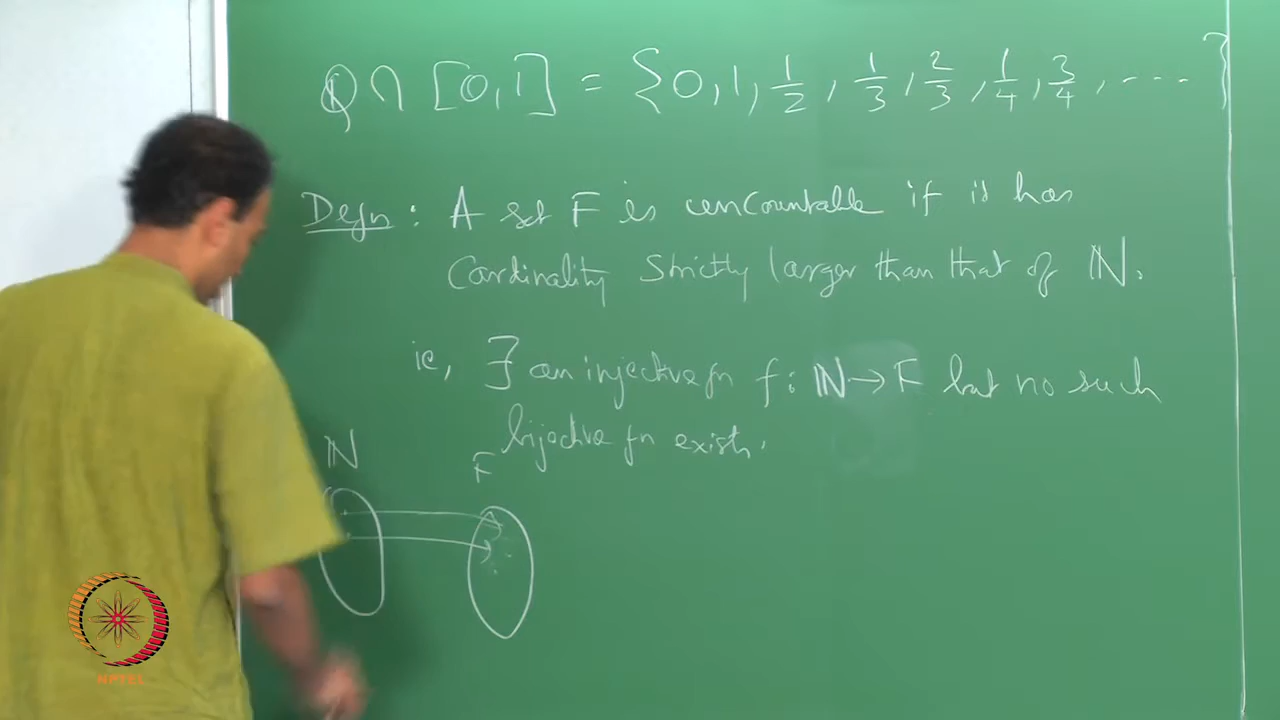 ℚ ∩ [0,1] = {0, 1, 1/2, 1/3, 2/3, 1/4, 3/4, ---- }
Defn : A set F is uncountable if it has
Cardinality strictly larger than that of ℕ.
ie, ∃ an injective fn f: ℕ → F but no such
bijective fn exists.
ℕ F
NPTEL